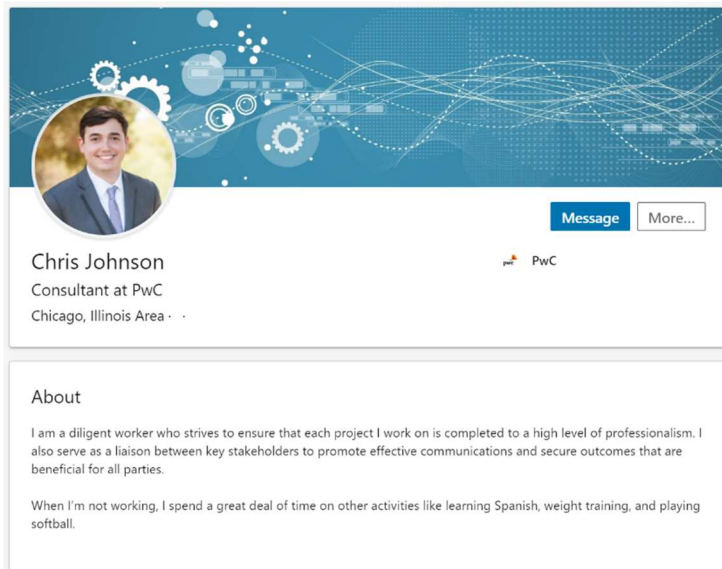 Message
More...
Chris Johnson
pwc PwC
Consultant at PwC
Chicago, Illinois Area · ·
About
I am a diligent worker who strives to ensure that each project I work on is completed to a high level of professionalism. I
also serve as a liaison between key stakeholders to promote effective communications and secure outcomes that are
beneficial for all parties.
When I'm not working, I spend a great deal of time on other activities like learning Spanish, weight training, and playing
softball.